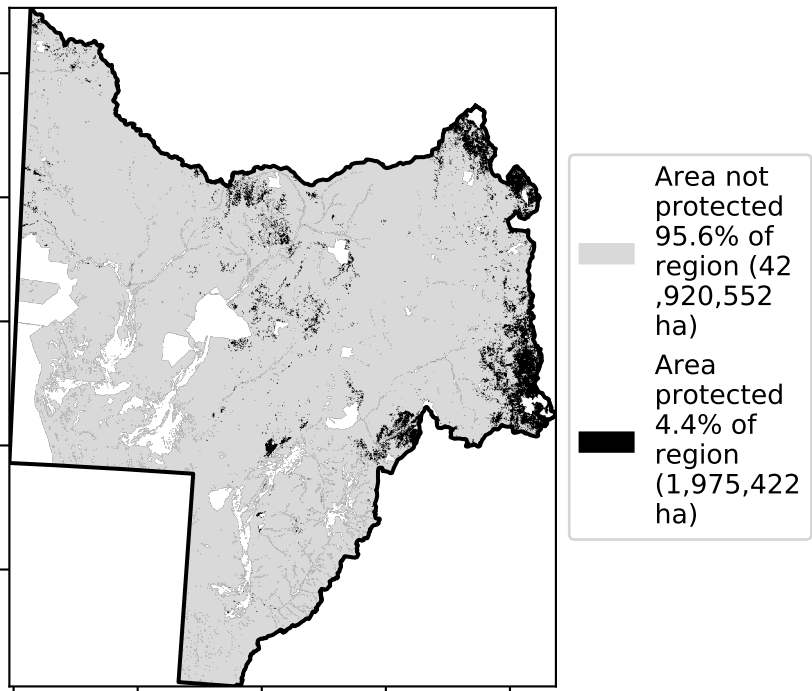 Area not
protected
95.6% of
region (42
,920,552
ha)
Area
protected
4.4% of
region
(1,975,422
ha)